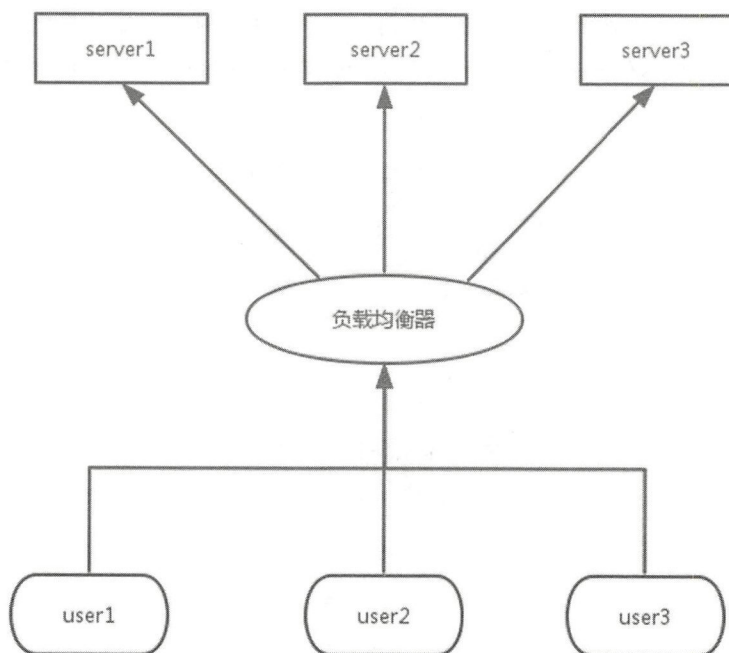 server1
server2
server3
负载均衡器
user1
user2
user3